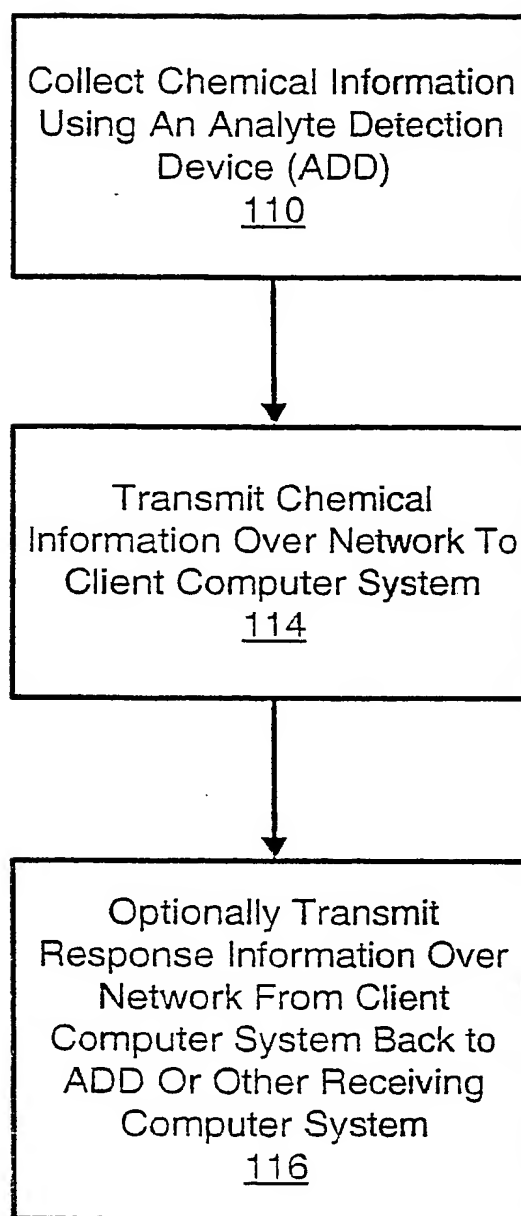 Collect Chemical Information
Using An Analyte Detection
Device (ADD)
110
Transmit Chemical
Information Over Network To
Client Computer System
114
Optionally Transmit
Response Information Over
Network From Client
Computer System Back to
ADD Or Other Receiving
Computer System
116